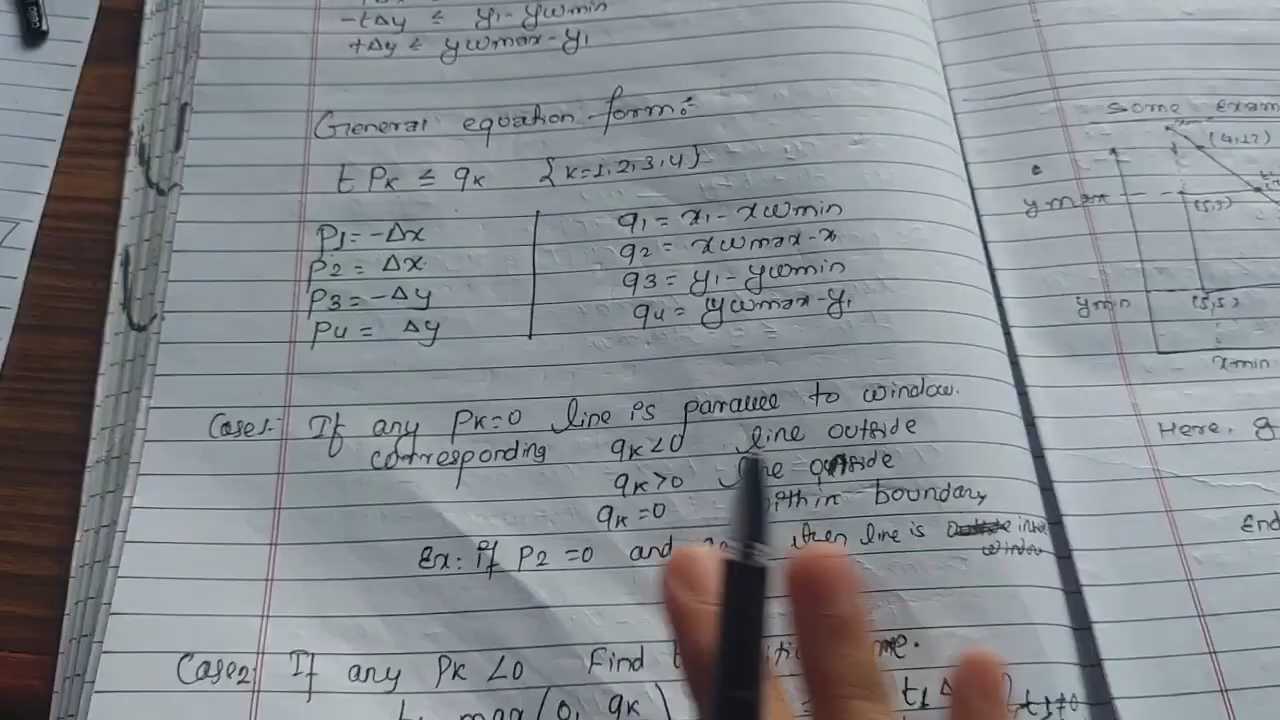 -tΔy ≤ y1 - ywmin
tΔy ≤ ywmax - y1
General equation form:
t Pk ≤ qk {k=1,2,3,4}
P1 = -Δx q1 = x1 - xwmin
P2 = Δx q2 = xwmax - x
P3 = -Δy q3 = y1 - ywmin
P4 = Δy q4 = ywmax - y1
Case1: If any Pk=0 line is parallel to window.
corresponding qk<0 line outside
qk>0 line inside
qk=0 within boundary
Ex: if P2=0 and then line is inside
window
Case2: If any Pk<0 Find
max(0, qk
t1
some exam
(4,12)
ymax
(5,9)
ymin
(5,5)
xmin
Here,
End